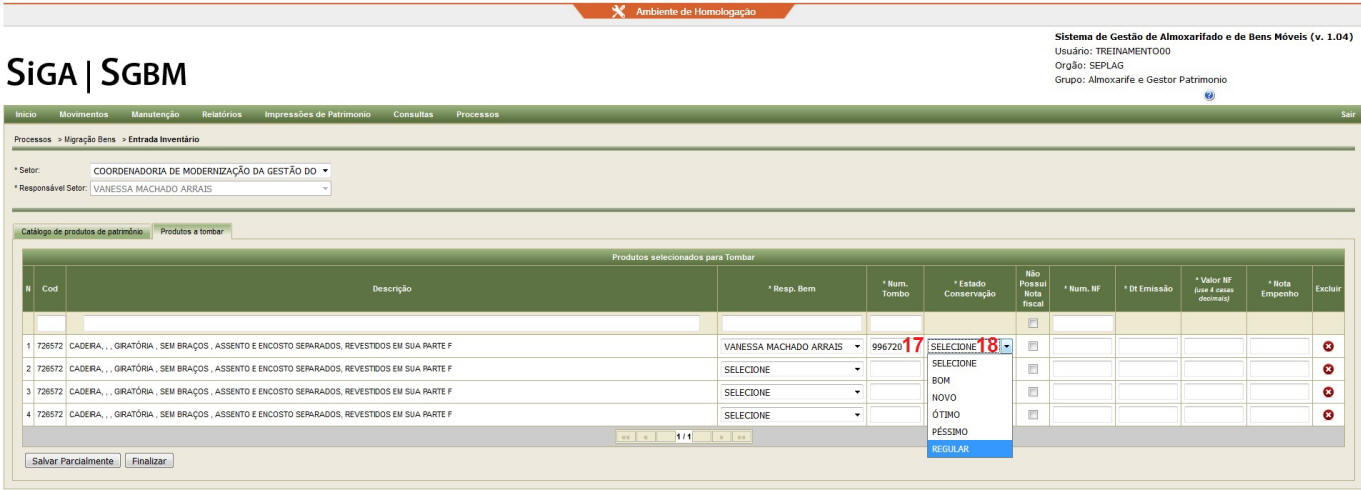 Ambiente de Homologação
Sistema de Gestão de Almoxarifado e de Bens Móveis (v. 1.04)
Usuário: TREINAMENTO00
Orgão: SEPLAG
Grupo: Almoxarife e Gestor Patrimonio
SiGA | SGBM
Inicio Movimentos Manutenção Relatórios Impressões de Patrimonio Consultas Processos Sair
Processos > Migração Bens > Entrada Inventário
* Setor: COORDENADORIA DE MODERNIZAÇÃO DA GESTÃO DO
* Responsável Setor: VANESSA MACHADO ARRAIS
Catálogo de produtos de patrimônio Produtos a tombar
Produtos selecionados para Tombar
N Cod Descrição * Resp. Bem * Num. Tombo * Estado Conservação Não Possui Nota fiscal * Num. NF * Dt Emissão * Valor NF (use 4 casas decimais) * Nota Empenho Excluir
1 726572 CADEIRA, , , GIRATÓRIA , SEM BRAÇOS , ASSENTO E ENCOSTO SEPARADOS, REVESTIDOS EM SUA PARTE F VANESSA MACHADO ARRAIS 996720 17 SELECIONE 18
2 726572 CADEIRA, , , GIRATÓRIA , SEM BRAÇOS , ASSENTO E ENCOSTO SEPARADOS, REVESTIDOS EM SUA PARTE F SELECIONE
3 726572 CADEIRA, , , GIRATÓRIA , SEM BRAÇOS , ASSENTO E ENCOSTO SEPARADOS, REVESTIDOS EM SUA PARTE F SELECIONE
4 726572 CADEIRA, , , GIRATÓRIA , SEM BRAÇOS , ASSENTO E ENCOSTO SEPARADOS, REVESTIDOS EM SUA PARTE F SELECIONE
SELECIONE
BOM
NOVO
ÓTIMO
PÉSSIMO
REGULAR
1 / 1
Salvar Parcialmente Finalizar